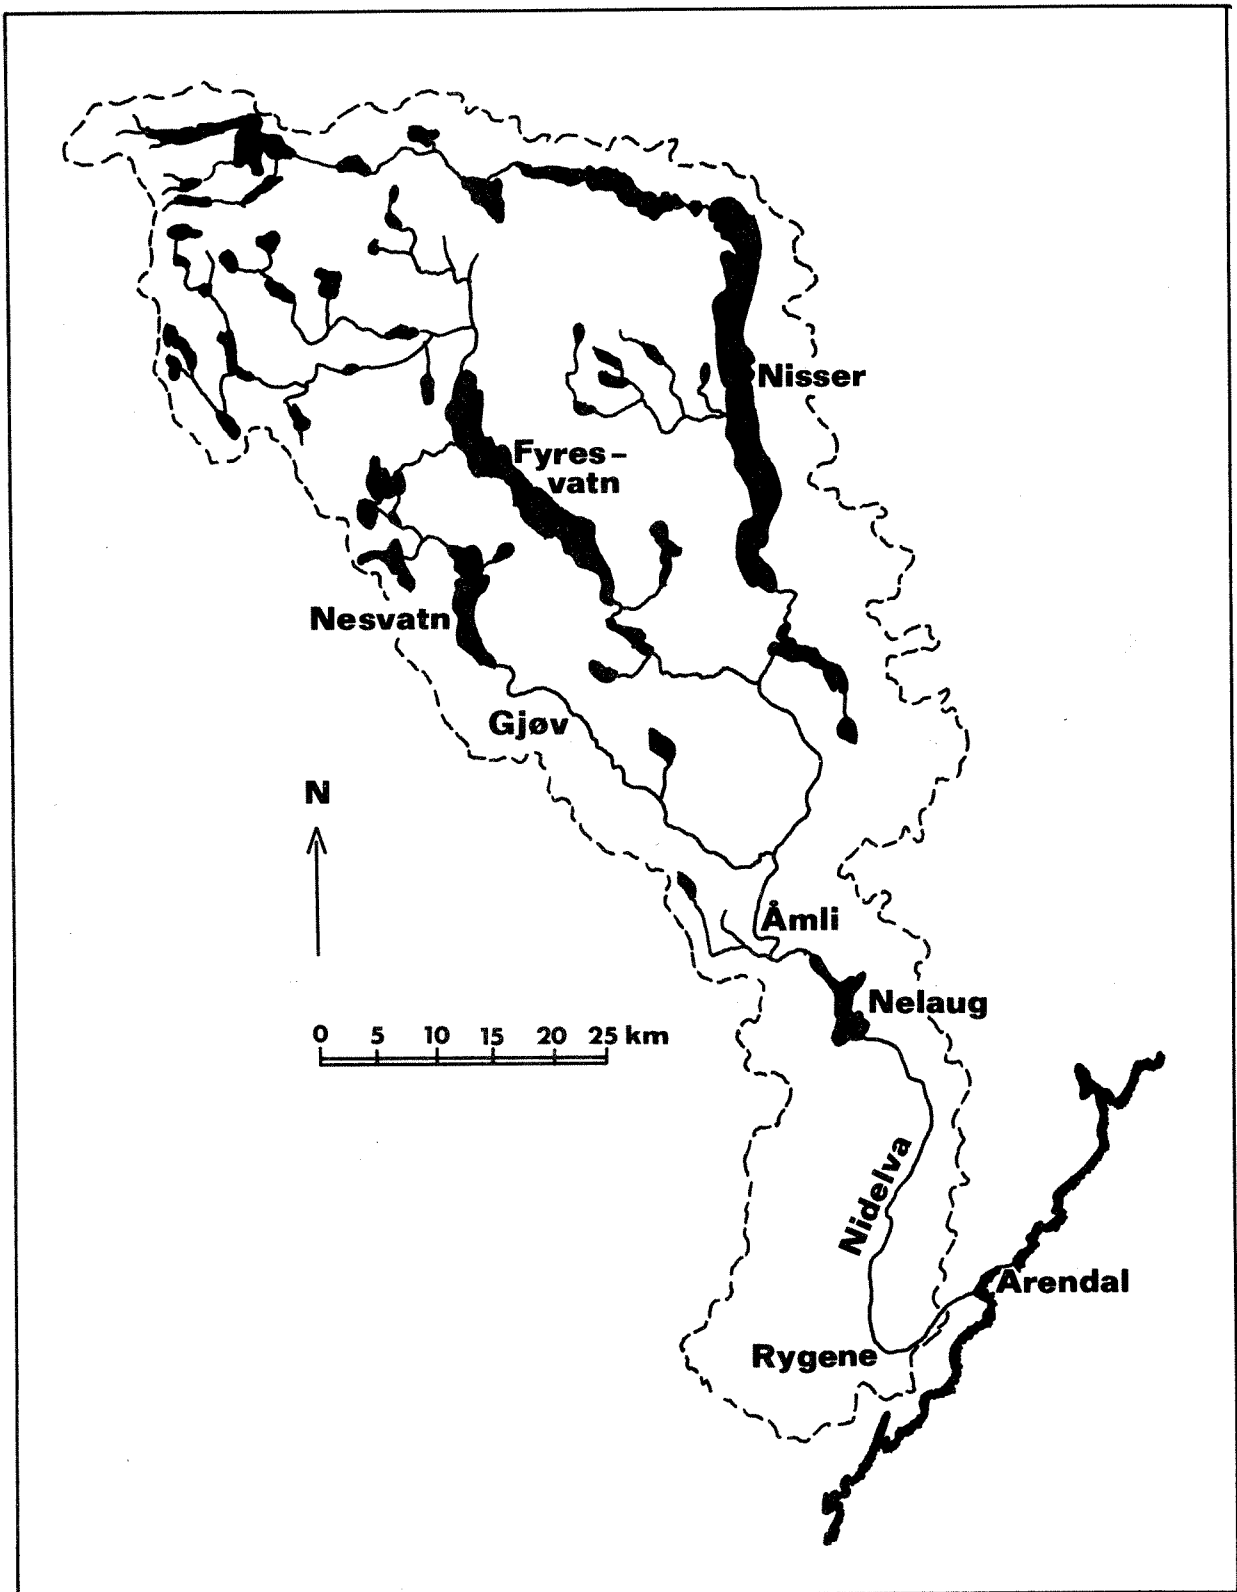 Nisser
Fyres–
vatn
Nesvatn
Gjøv
N
Åmli
Nelaug
0 5 10 15 20 25 km
Nidelva
Arendal
Rygene